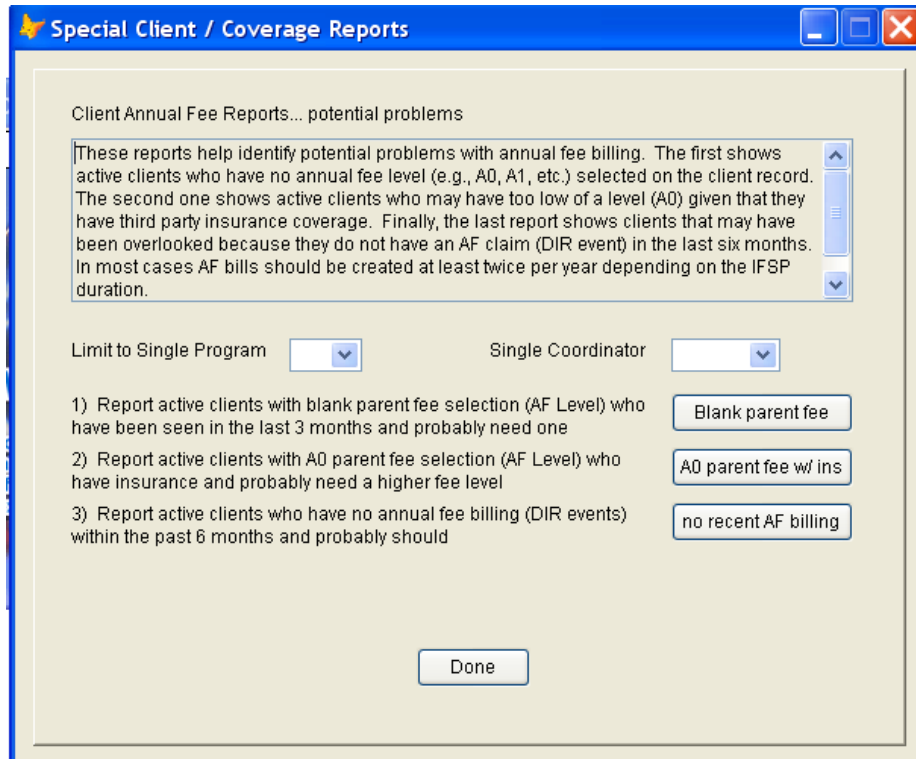 Special Client / Coverage Reports
Client Annual Fee Reports... potential problems
These reports help identify potential problems with annual fee billing.  The first shows
active clients who have no annual fee level (e.g., A0, A1, etc.) selected on the client record.
The second one shows active clients who may have too low of a level (A0) given that they
have third party insurance coverage.  Finally, the last report shows clients that may have
been overlooked because they do not have an AF claim (DIR event) in the last six months.
In most cases AF bills should be created at least twice per year depending on the IFSP
duration.
Limit to Single Program
Single Coordinator
1)  Report active clients with blank parent fee selection (AF Level) who
have been seen in the last 3 months and probably need one
Blank parent fee
2)  Report active clients with A0 parent fee selection (AF Level) who
have insurance and probably need a higher fee level
A0 parent fee w/ ins
3)  Report active clients who have no annual fee billing (DIR events)
within the past 6 months and probably should
no recent AF billing
Done